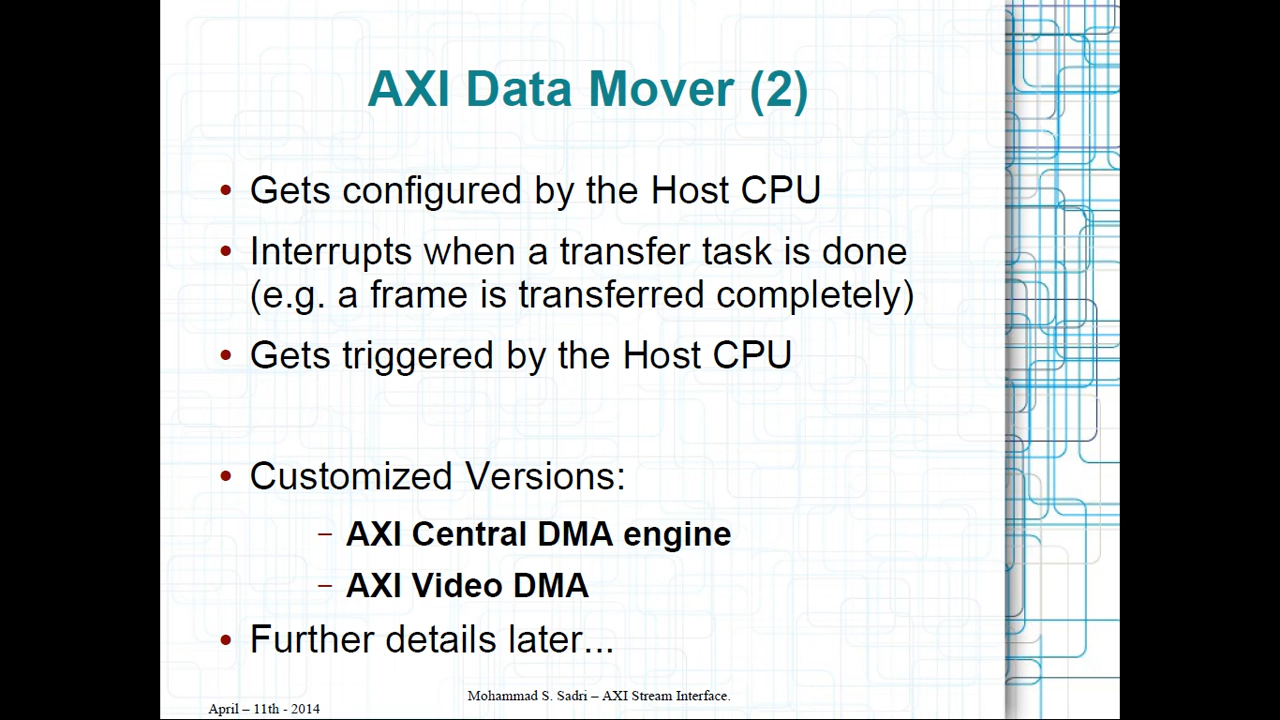 AXI Data Mover (2)
• Gets configured by the Host CPU
• Interrupts when a transfer task is done
(e.g. a frame is transferred completely)
• Gets triggered by the Host CPU
• Customized Versions:
– AXI Central DMA engine
– AXI Video DMA
• Further details later...
Mohammad S. Sadri – AXI Stream Interface.
April – 11th - 2014